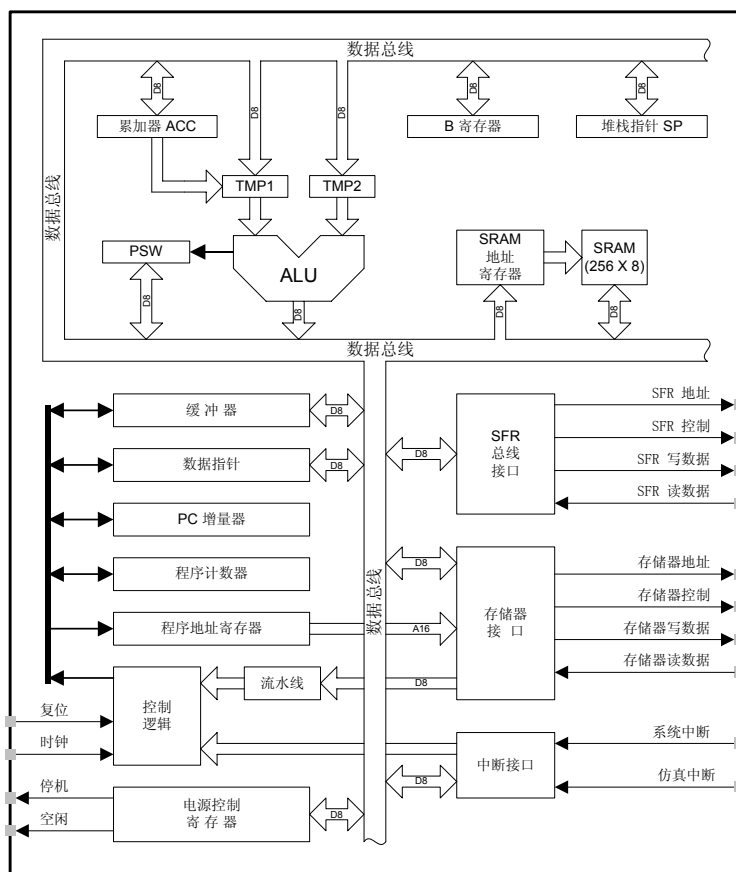 数据总线
D8
D8
D8
D8
D8
累加器 ACC
B 寄存器
堆栈指针 SP
数据总线
TMP1
TMP2
PSW
ALU
SRAM
地址
寄存器
SRAM
(256 X 8)
D8
D8
D8
D8
数据总线
缓 冲 器
D8
数据指针
D8
PC 增量器
程序计数器
程序地址寄存器
A16
数据总线
D8
SFR
总线
接口
SFR 地址
SFR 控制
SFR 写数据
SFR 读数据
D8
存储器
接 口
存储器地址
存储器控制
存储器写数据
存储器读数据
控制
逻辑
流水线
D8
复位
时钟
中断接口
系统中断
仿真中断
D8
停机
空闲
电源控制
寄 存 器
D8